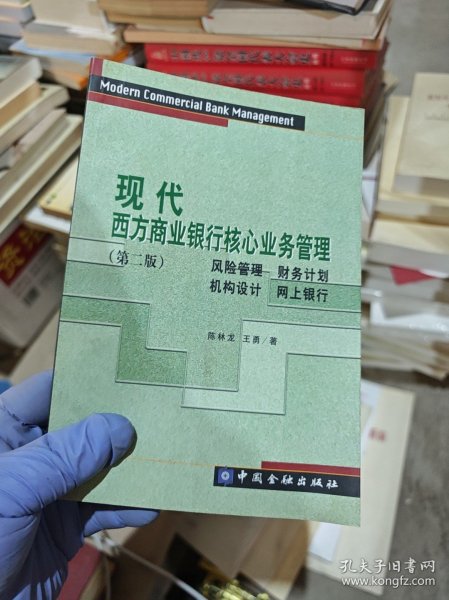 Modern Commercial Bank Management
现代
西方商业银行核心业务管理
(第二版)
风险管理 财务计划
机构设计 网上银行
陈林龙 王勇/著
中国金融出版社
孔夫子旧书网
www.kongfz.com